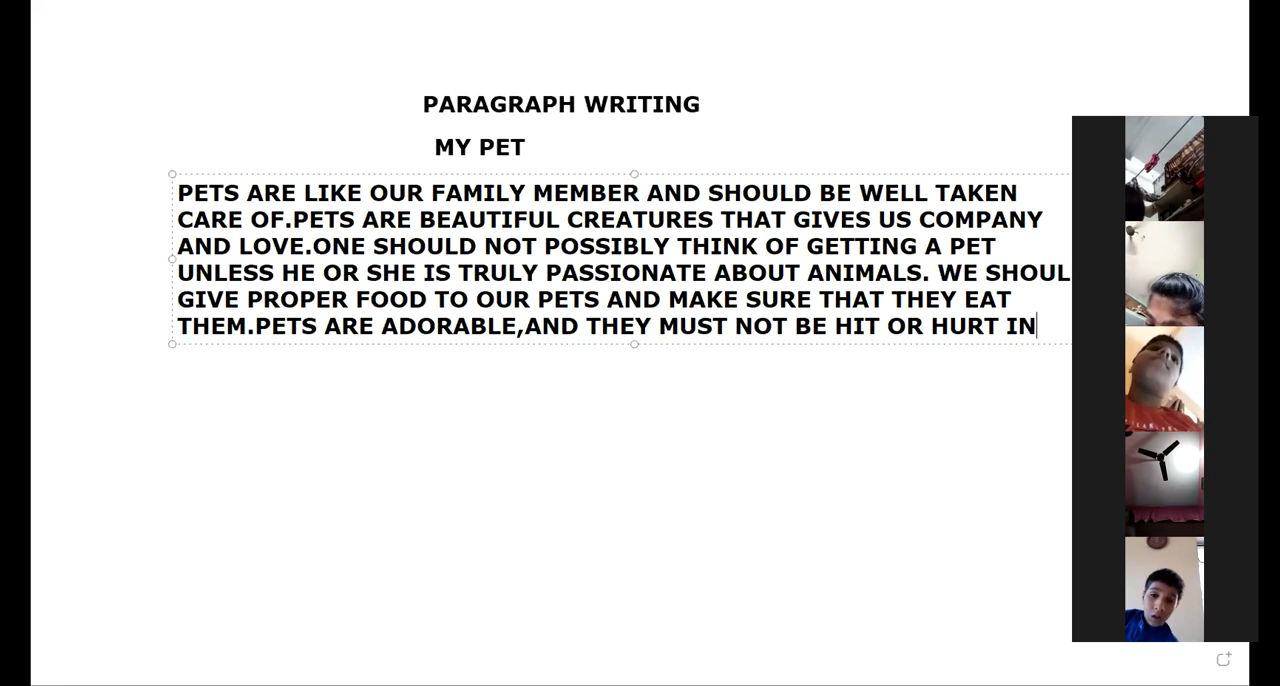 PARAGRAPH WRITING
MY PET
PETS ARE LIKE OUR FAMILY MEMBER AND SHOULD BE WELL TAKEN
CARE OF.PETS ARE BEAUTIFUL CREATURES THAT GIVES US COMPANY
AND LOVE.ONE SHOULD NOT POSSIBLY THINK OF GETTING A PET
UNLESS HE OR SHE IS TRULY PASSIONATE ABOUT ANIMALS. WE SHOUL
GIVE PROPER FOOD TO OUR PETS AND MAKE SURE THAT THEY EAT
THEM.PETS ARE ADORABLE,AND THEY MUST NOT BE HIT OR HURT IN